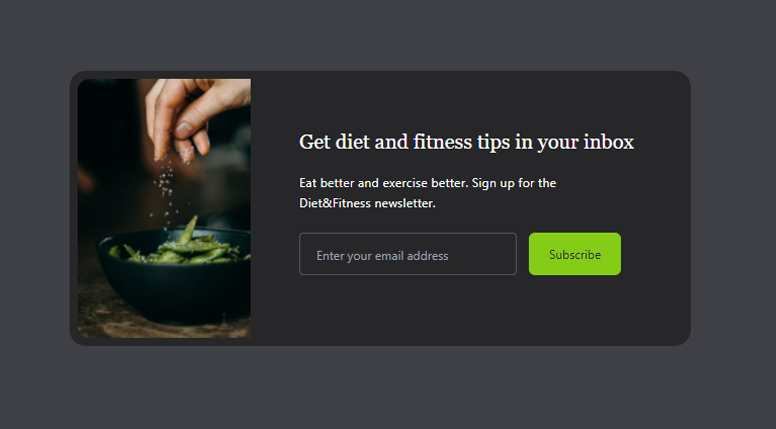 Get diet and fitness tips in your inbox
Eat better and exercise better. Sign up for the
Diet&Fitness newsletter.
Enter your email address
Subscribe